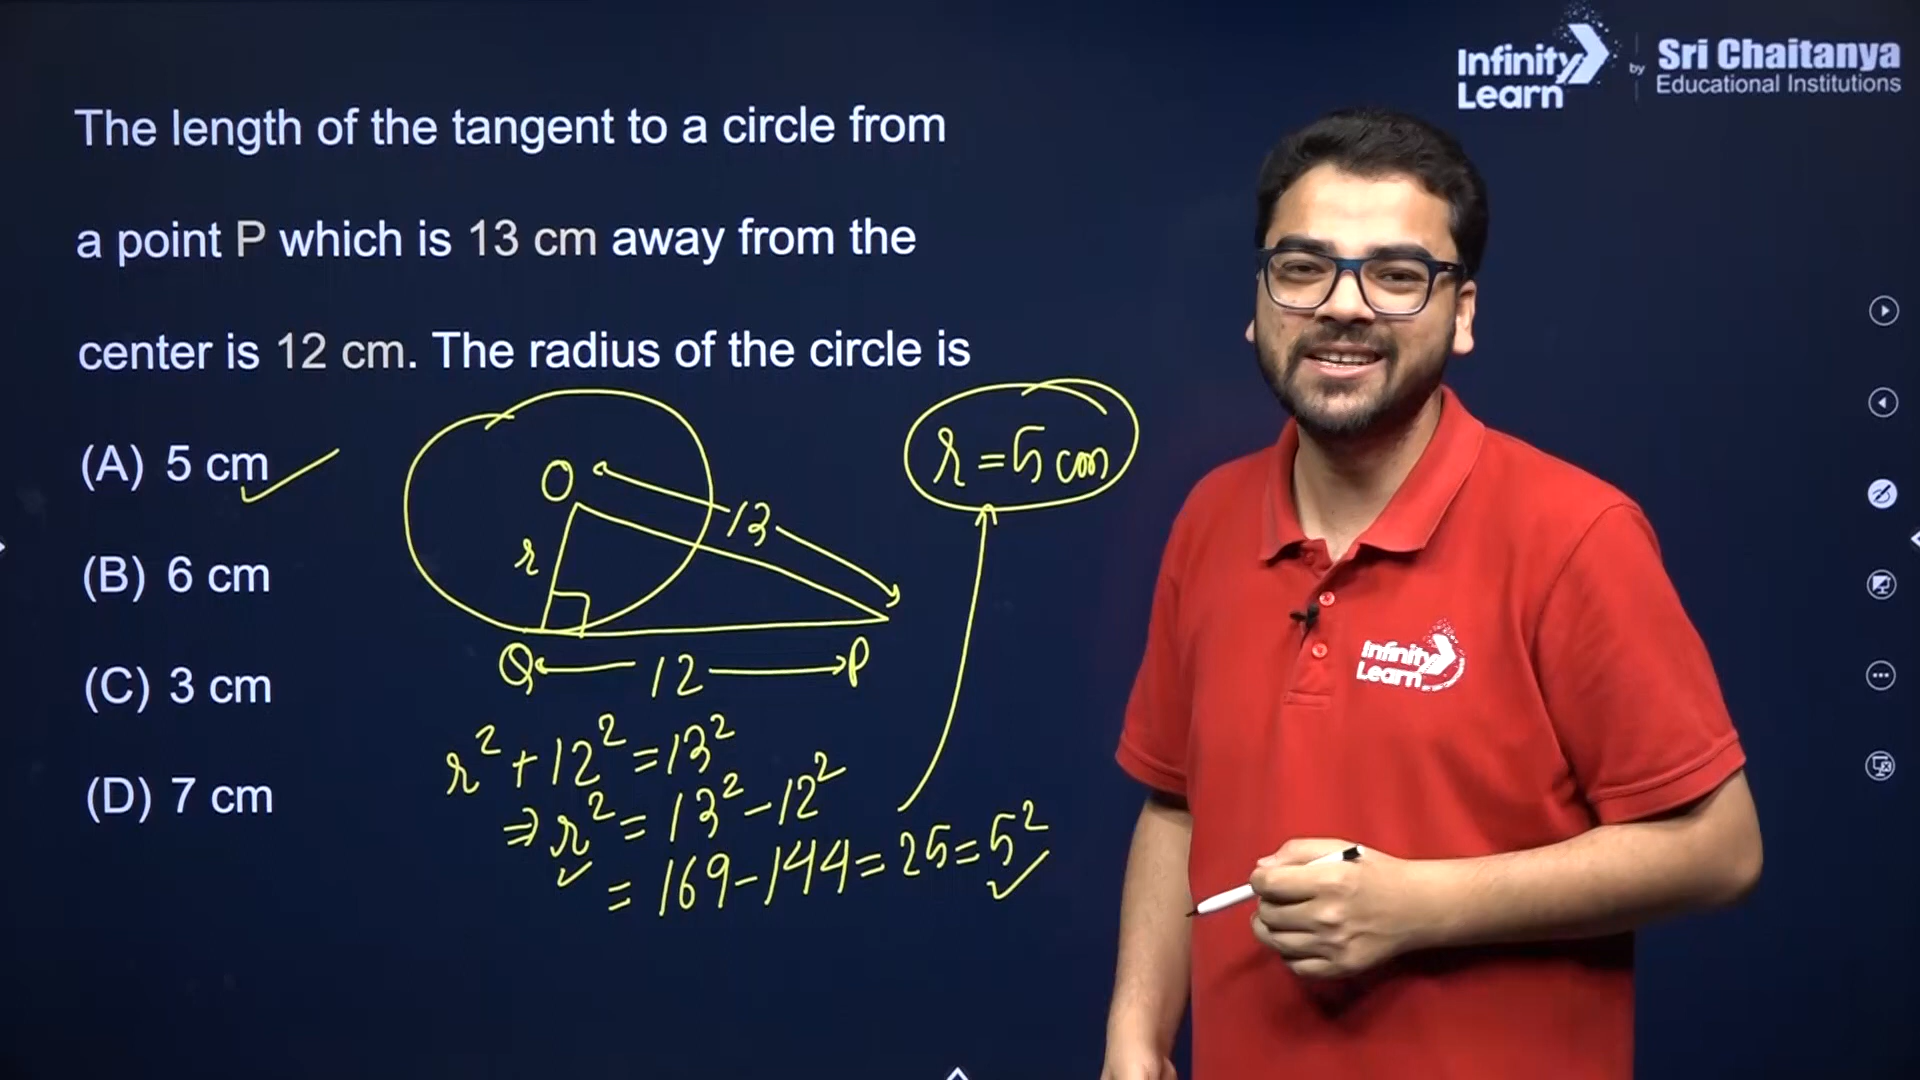 Infinity
Learn
by
Sri Chaitanya
Educational Institutions
The length of the tangent to a circle from
a point P which is 13 cm away from the
center is 12 cm. The radius of the circle is
(A) 5 cm
(B) 6 cm
(C) 3 cm
(D) 7 cm
O
r
13
Q
12
P
r = 5 cm
r² + 12² = 13²
⇒ r² = 13² - 12²
= 169 - 144 = 25 = 5²
Infinity
Learn